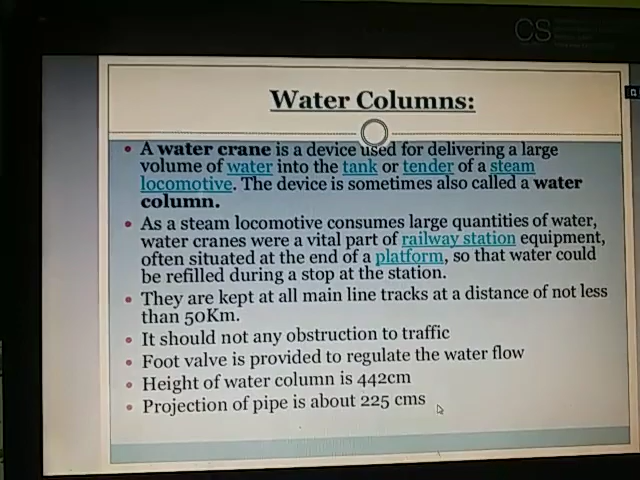 CS
Water Columns:
• A water crane is a device used for delivering a large
volume of water into the tank or tender of a steam
locomotive. The device is sometimes also called a water
column.
• As a steam locomotive consumes large quantities of water,
water cranes were a vital part of railway station equipment,
often situated at the end of a platform, so that water could
be refilled during a stop at the station.
• They are kept at all main line tracks at a distance of not less
than 50Km.
• It should not any obstruction to traffic
• Foot valve is provided to regulate the water flow
• Height of water column is 442cm
• Projection of pipe is about 225 cms